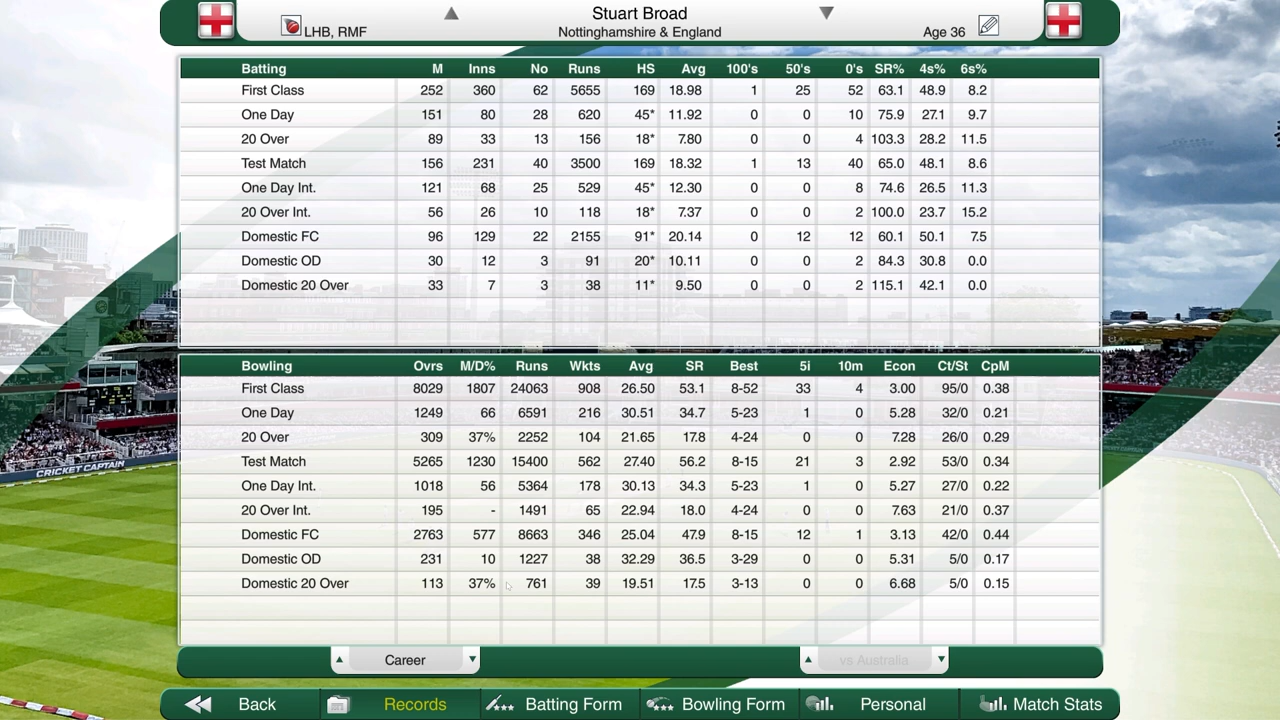 Stuart Broad
LHB, RMF Nottinghamshire & England Age 36
Batting M Inns No Runs HS Avg 100's 50's 0's SR% 4s% 6s%
First Class 252 360 62 5655 169 18.98 1 25 52 63.1 48.9 8.2
One Day 151 80 28 620 45* 11.92 0 0 10 75.9 27.1 9.7
20 Over 89 33 13 156 18* 7.80 0 0 4 103.3 28.2 11.5
Test Match 156 231 40 3500 169 18.32 1 13 40 65.0 48.1 8.6
One Day Int. 121 68 25 529 45* 12.30 0 0 8 74.6 26.5 11.3
20 Over Int. 56 26 10 118 18* 7.37 0 0 2 100.0 23.7 15.2
Domestic FC 96 129 22 2155 91* 20.14 0 12 12 60.1 50.1 7.5
Domestic OD 30 12 3 91 20* 10.11 0 0 2 84.3 30.8 0.0
Domestic 20 Over 33 7 3 38 11* 9.50 0 0 2 115.1 42.1 0.0
Bowling Ovrs M/D% Runs Wkts Avg SR Best 5i 10m Econ Ct/St CpM
First Class 8029 1807 24063 908 26.50 53.1 8-52 33 4 3.00 95/0 0.38
One Day 1249 66 6591 216 30.51 34.7 5-23 1 0 5.28 32/0 0.21
20 Over 309 37% 2252 104 21.65 17.8 4-24 0 0 7.28 26/0 0.29
Test Match 5265 1230 15400 562 27.40 56.2 8-15 21 3 2.92 53/0 0.34
One Day Int. 1018 56 5364 178 30.13 34.3 5-23 1 0 5.27 27/0 0.22
20 Over Int. 195 - 1491 65 22.94 18.0 4-24 0 0 7.63 21/0 0.37
Domestic FC 2763 577 8663 346 25.04 47.9 8-15 12 1 3.13 42/0 0.44
Domestic OD 231 10 1227 38 32.29 36.5 3-29 0 0 5.31 5/0 0.17
Domestic 20 Over 113 37% 761 39 19.51 17.5 3-13 0 0 6.68 5/0 0.15
CRICKET CAPTAIN
Career vs Australia
Back Records Batting Form Bowling Form Personal Match Stats